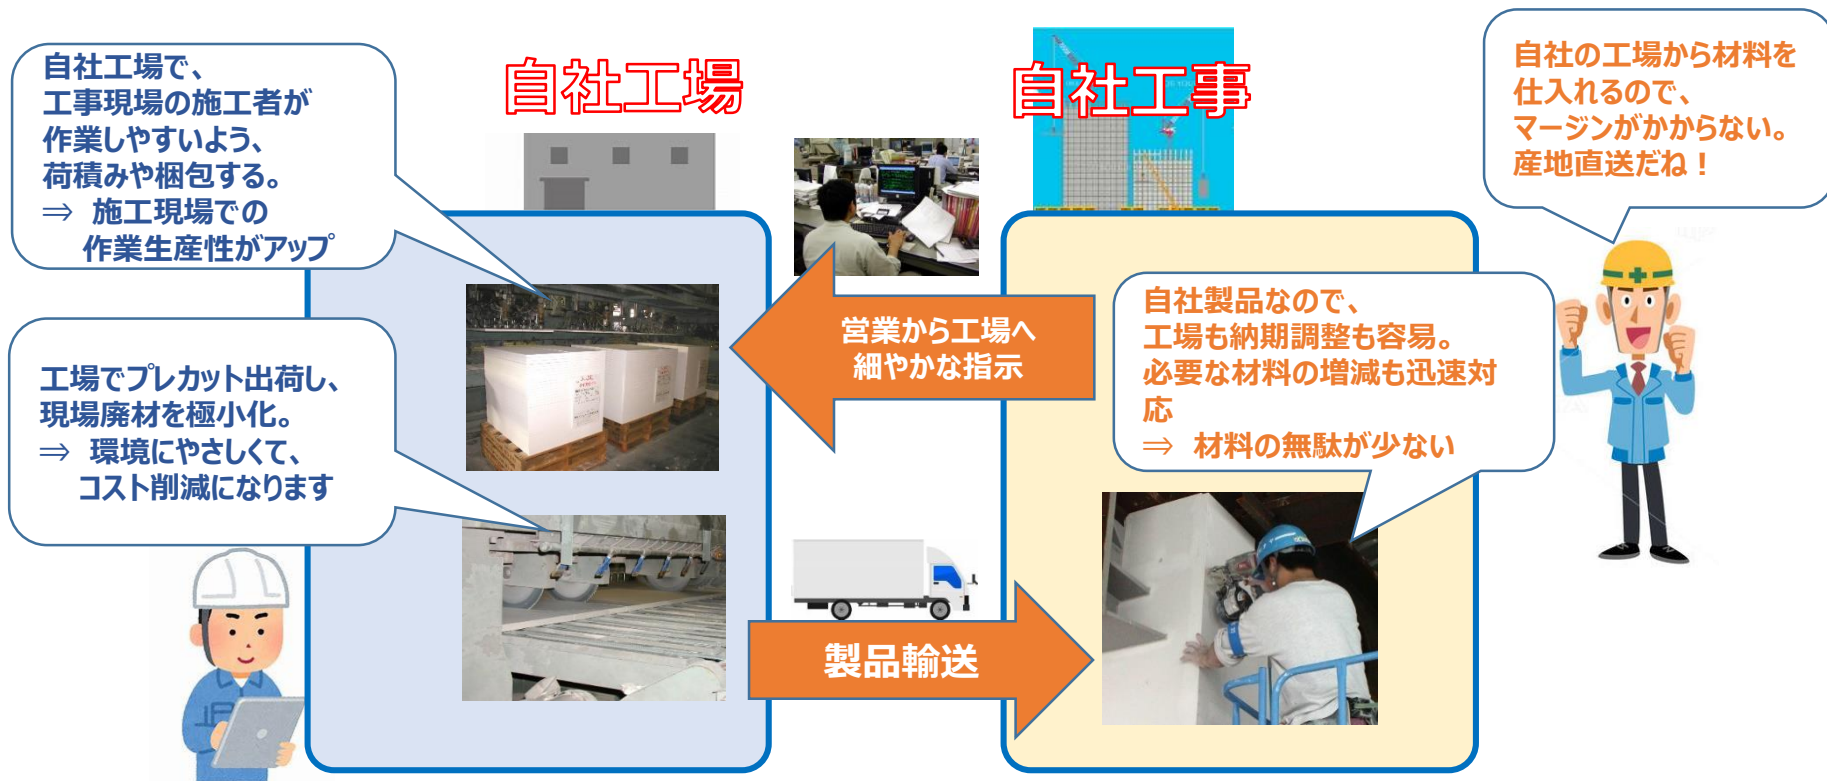 自社工場
自社工事
自社工場で、
工事現場の施工者が
作業しやすいよう、
荷積みや梱包する。
⇒ 施工現場での
作業生産性がアップ
工場でプレカット出荷し、
現場廃材を極小化。
⇒ 環境にやさしくて、
コスト削減になります
営業から工場へ
細やかな指示
製品輸送
自社の工場から材料を
仕入れるので、
マージンがかからない。
産地直送だね！
自社製品なので、
工場も納期調整も容易。
必要な材料の増減も迅速対
応
⇒ 材料の無駄が少ない